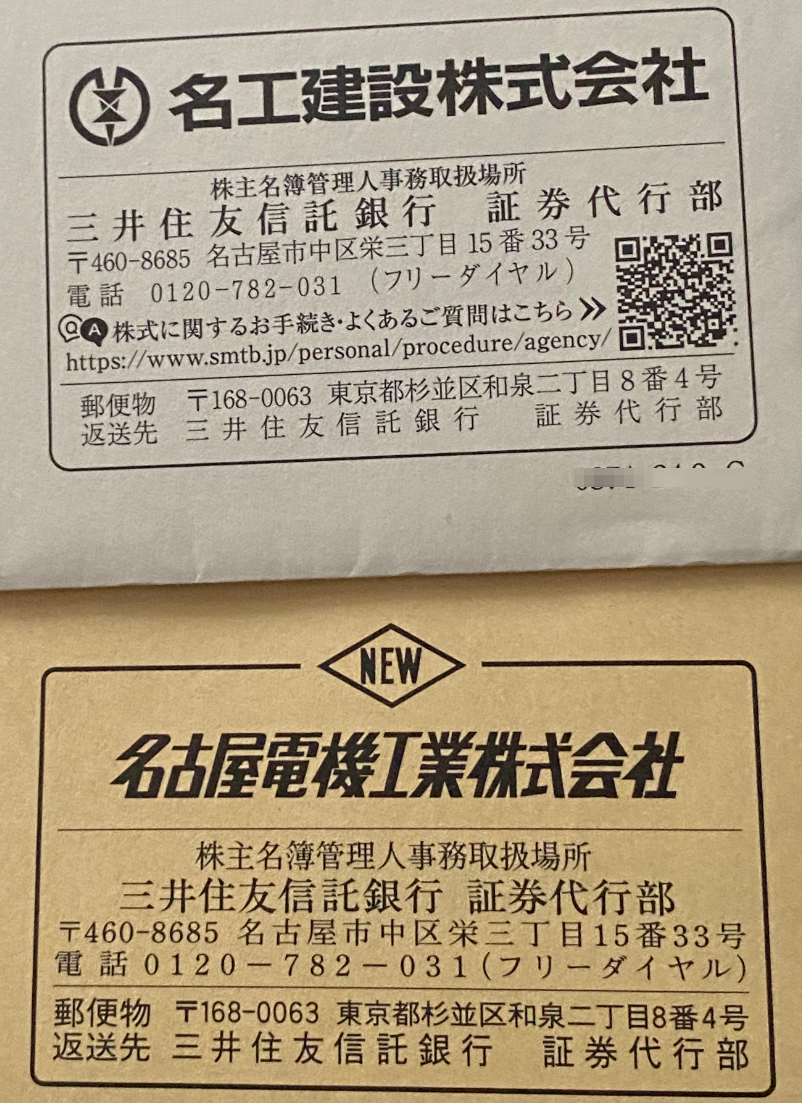 名工建設株式会社
株主名簿管理人事務取扱場所
三井住友信託銀行 証券代行部
〒460-8685 名古屋市中区栄三丁目15番33号
電話 0120-782-031 (フリーダイヤル)
Q A 株式に関するお手続き・よくあるご質問はこちら
https://www.smtb.jp/personal/procedure/agency/
郵便物 〒168-0063 東京都杉並区和泉二丁目8番4号
返送先 三井住友信託銀行 証券代行部
NEW
名古屋電機工業株式会社
株主名簿管理人事務取扱場所
三井住友信託銀行 証券代行部
〒460-8685 名古屋市中区栄三丁目15番33号
電話 0120-782-031(フリーダイヤル)
郵便物 〒168-0063 東京都杉並区和泉二丁目8番4号
返送先 三井住友信託銀行 証券代行部